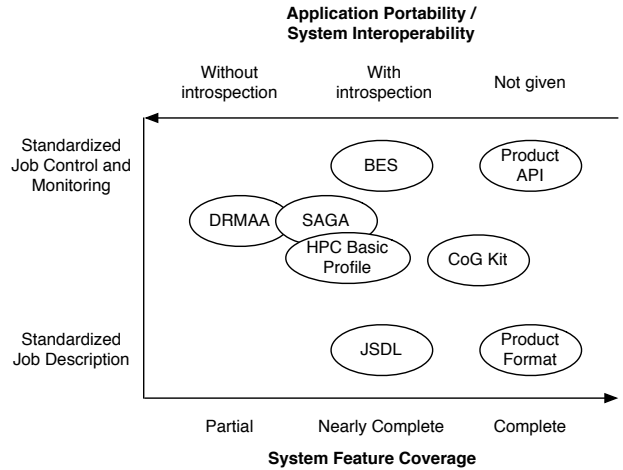 Application Portability /
System Interoperability
Without
introspection
With
introspection
Not given
Standardized
Job Control and
Monitoring
BES
Product
API
DRMAA
SAGA
HPC Basic
Profile
CoG Kit
Standardized
Job Description
JSDL
Product
Format
Partial
Nearly Complete
Complete
System Feature Coverage